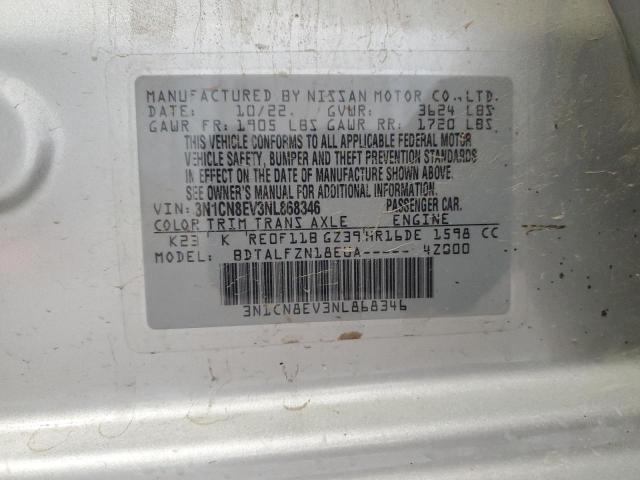 MANUFACTURED BY NISSAN MOTOR CO.,LTD.
DATE: 10/22. GVWR: 3624 LBS
GAWR FR: 1905 LBS GAWR RR: 1720 LBS
THIS VEHICLE CONFORMS TO ALL APPLICABLE FEDERAL MOTOR
VEHICLE SAFETY, BUMPER AND THEFT PREVENTION STANDARDS
IN EFFECT ON THE DATE OF MANUFACTURE SHOWN ABOVE.
SEE OWNER'S MANUAL FOR ADDITIONAL INFORMATION.
VIN: 3N1CN8EV3NL868346 PASSENGER CAR.
COLOR TRIM TRANS AXLE ENGINE
K23 K RE0F11B GZ39 HR16DE 1598 CC
MODEL: BDTALFZN18EUA----- 4Z000
3N1CN8EV3NL868346